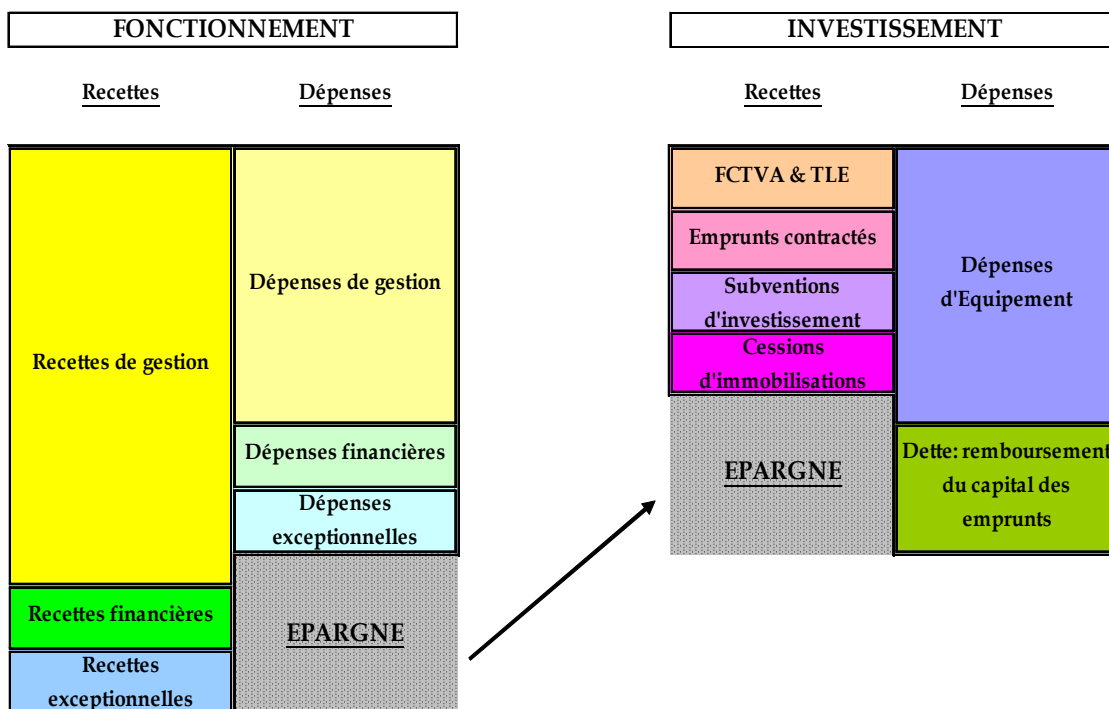 FONCTIONNEMENT
Recettes
Dépenses
Recettes de gestion
Recettes financières
Recettes
exceptionnelles
Dépenses de gestion
Dépenses financières
Dépenses
exceptionnelles
EPARGNE
INVESTISSEMENT
Recettes
Dépenses
FCTVA & TLE
Emprunts contractés
Subventions
d'investissement
Cessions
d'immobilisations
EPARGNE
Dépenses
d'Equipement
Dette: remboursement
du capital des
emprunts